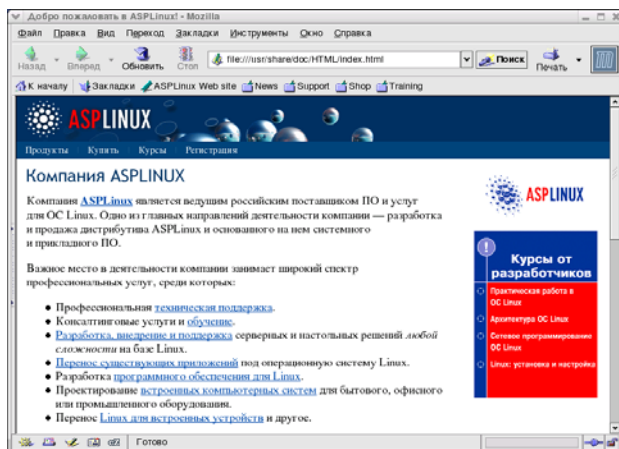 Добро пожаловать в ASPLinux! - Mozilla
Файл Правка Вид Переход Закладки Инструменты Окно Справка
Назад Вперед Обновить Стоп file:///usr/share/doc/HTML/index.html Поиск Печать
К началу Закладки ASPLinux Web site News Support Shop Training
ASPLINUX
Продукты Купить Курсы Регистрация
Компания ASPLINUX
Компания ASPLinux является ведущим российским поставщиком ПО и услуг
для ОС Linux. Одно из главных направлений деятельности компании — разработка
и продажа дистрибутива ASPLinux и основанного на нем системного
и прикладного ПО.
Важное место в деятельности компании занимает широкий спектр
профессиональных услуг, среди которых:
Профессиональная техническая поддержка.
Консалтинговые услуги и обучение.
Разработка, внедрение и поддержка серверных и настольных решений любой
сложности на базе Linux.
Перенос существующих приложений под операционную систему Linux.
Разработка программного обеспечения для Linux.
Проектирование встроенных компьютерных систем для бытового, офисного
или промышленного оборудования.
Перенос Linux для встроенных устройств и другое.
ASPLINUX
Курсы от
разработчиков
Практическая работа в
ОС Linux
Архитектура ОС Linux
Сетевое программирование
ОС Linux
Linux: установка и настройка
Готово